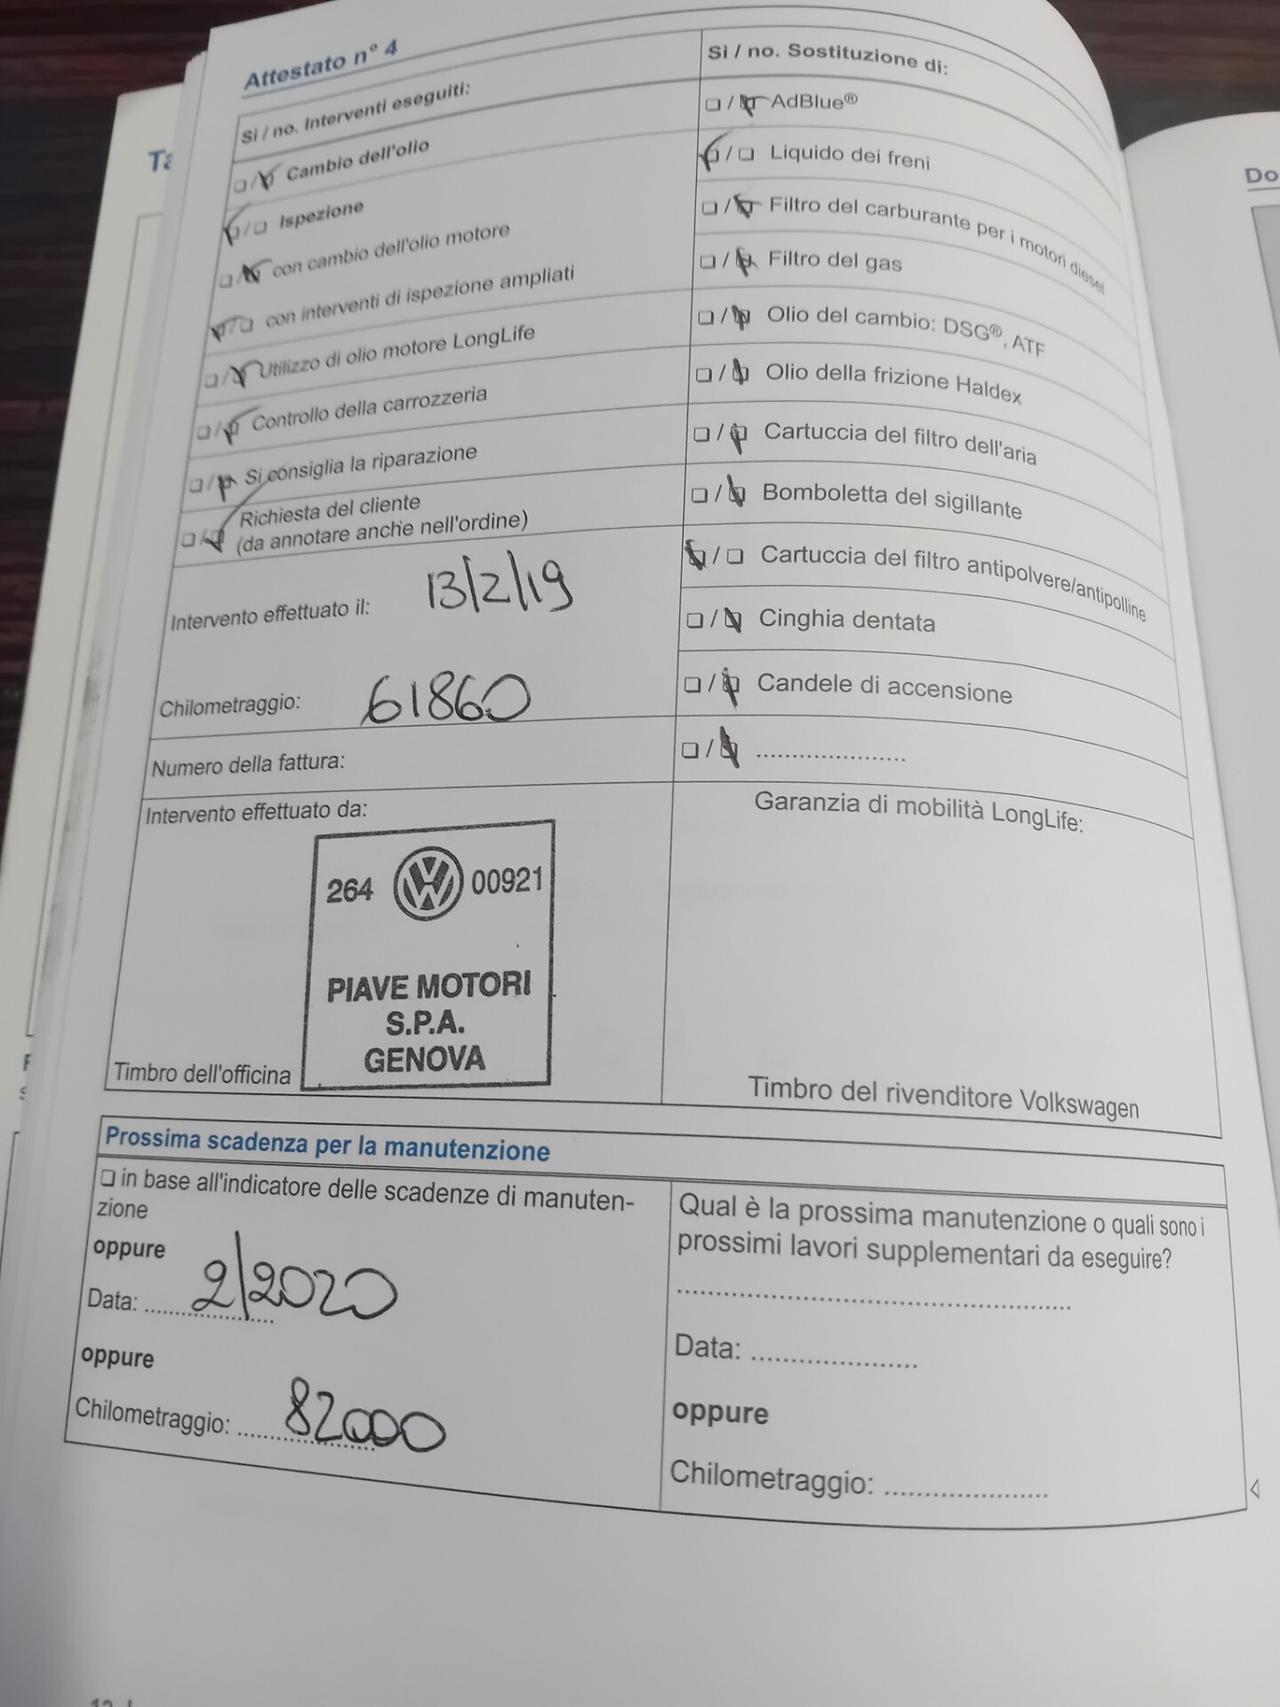 Attestato n° 4
Sì / no. Interventi eseguiti:
❏ / ❏ Cambio dell'olio
❏ / ❏ Ispezione
❏ / ❏ con cambio dell'olio motore
❏ / ❏ con interventi di ispezione ampliati
❏ / ❏ Utilizzo di olio motore LongLife
❏ / ❏ Controllo della carrozzeria
❏ / ❏ Si consiglia la riparazione
❏ / ❏ Richiesta del cliente
(da annotare anche nell'ordine)
Intervento effettuato il: 13/2/19
Chilometraggio: 61860
Numero della fattura:
Intervento effettuato da:
264 VW 00921
PIAVE MOTORI
S.P.A.
GENOVA
Timbro dell'officina
Sì / no. Sostituzione di:
❏ / ❏ AdBlue®
❏ / ❏ Liquido dei freni
❏ / ❏ Filtro del carburante per i motori diesel
❏ / ❏ Filtro del gas
❏ / ❏ Olio del cambio: DSG®, ATF
❏ / ❏ Olio della frizione Haldex
❏ / ❏ Cartuccia del filtro dell'aria
❏ / ❏ Bomboletta del sigillante
❏ / ❏ Cartuccia del filtro antipolvere/antipolline
❏ / ❏ Cinghia dentata
❏ / ❏ Candele di accensione
❏ / ❏ ......................
Garanzia di mobilità LongLife:
Timbro del rivenditore Volkswagen
Prossima scadenza per la manutenzione
❏ in base all'indicatore delle scadenze di manuten-
zione
oppure
Data: 2/2020
oppure
Chilometraggio: 82000
Qual è la prossima manutenzione o quali sono i
prossimi lavori supplementari da eseguire?
..................................................
Data: .....................
oppure
Chilometraggio: .....................
Do